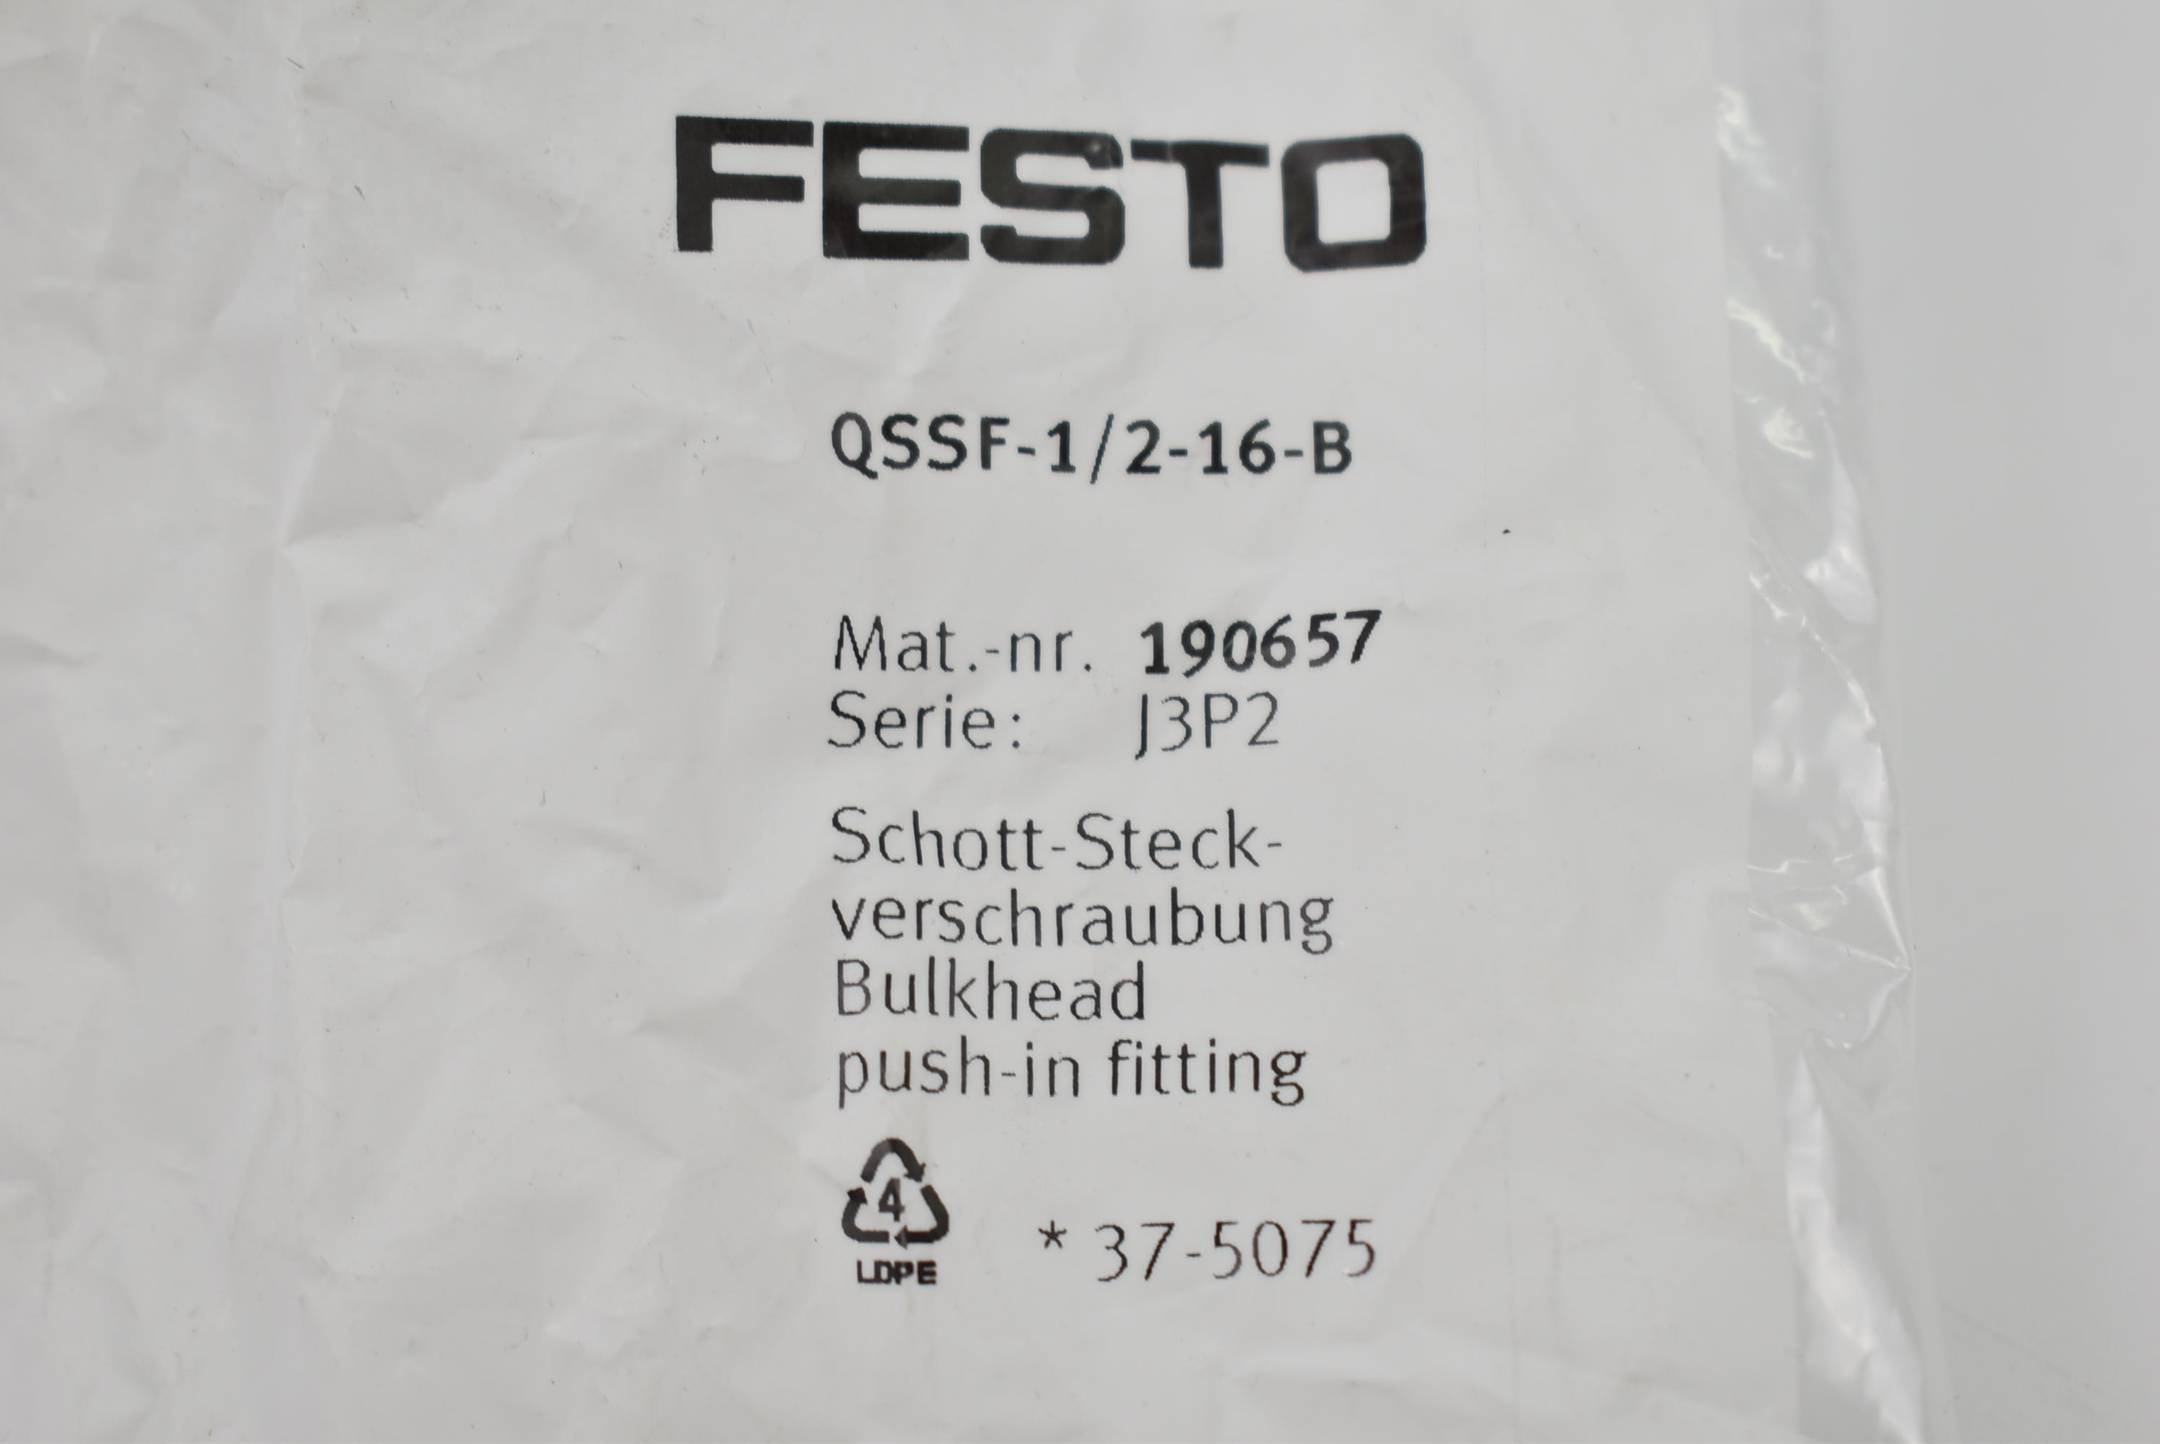 FESTO
QSSF-1/2-16-B
Mat.-nr. 190657
Serie: J3P2
Schott-Steck-
verschraubung
Bulkhead
push-in fitting
4
LDPE
* 37-5075